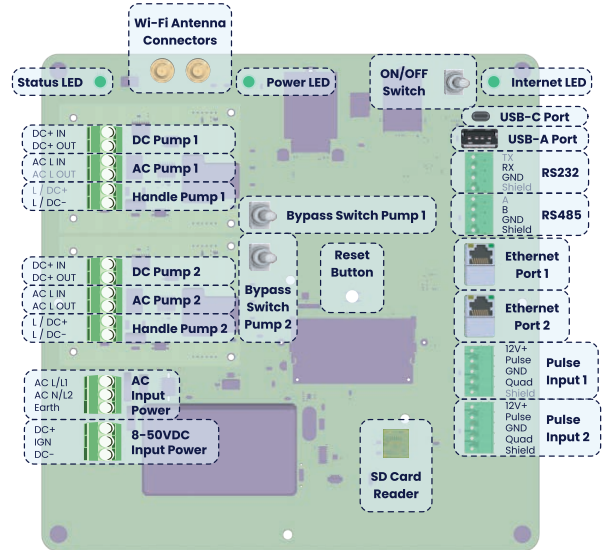 Wi-Fi Antenna
Connectors
Status LED
Power LED
ON/OFF
Switch
Internet LED
USB-C Port
USB-A Port
DC+ IN
DC+ OUT
DC Pump 1
AC L IN
AC L OUT
AC Pump 1
L / DC+
L / DC-
Handle Pump 1
TX
RX
GND
Shield
RS232
A
B
GND
Shield
RS485
Bypass Switch Pump 1
Bypass
Switch
Pump 2
Reset
Button
Ethernet
Port 1
Ethernet
Port 2
DC+ IN
DC+ OUT
DC Pump 2
AC L IN
AC L OUT
AC Pump 2
L / DC+
L / DC-
Handle Pump 2
12V+
Pulse
GND
Quad
Shield
Pulse
Input 1
12V+
Pulse
GND
Quad
Shield
Pulse
Input 2
AC L/L1
AC N/L2
Earth
AC
Input
Power
DC+
IGN
DC-
8-50VDC
Input Power
SD Card
Reader